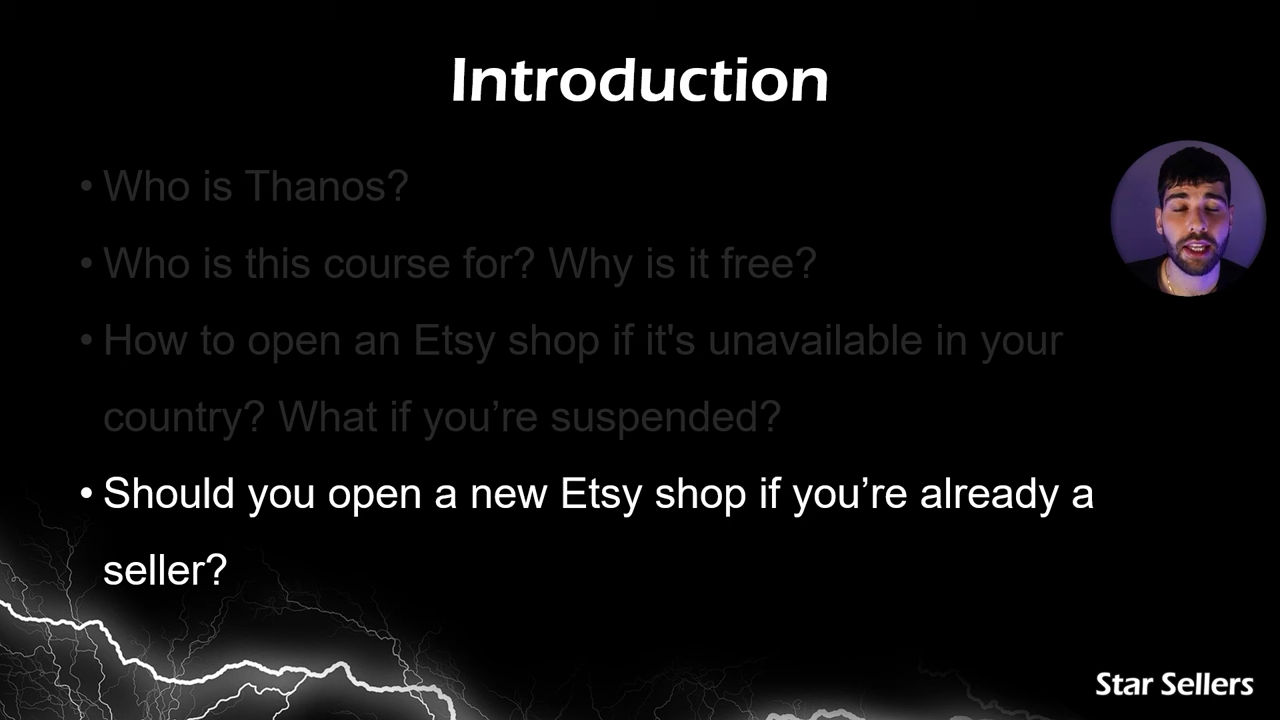 Introduction
• Who is Thanos?
• Who is this course for? Why is it free?
• How to open an Etsy shop if it's unavailable in your
country? What if you’re suspended?
• Should you open a new Etsy shop if you’re already a
seller?
Star Sellers